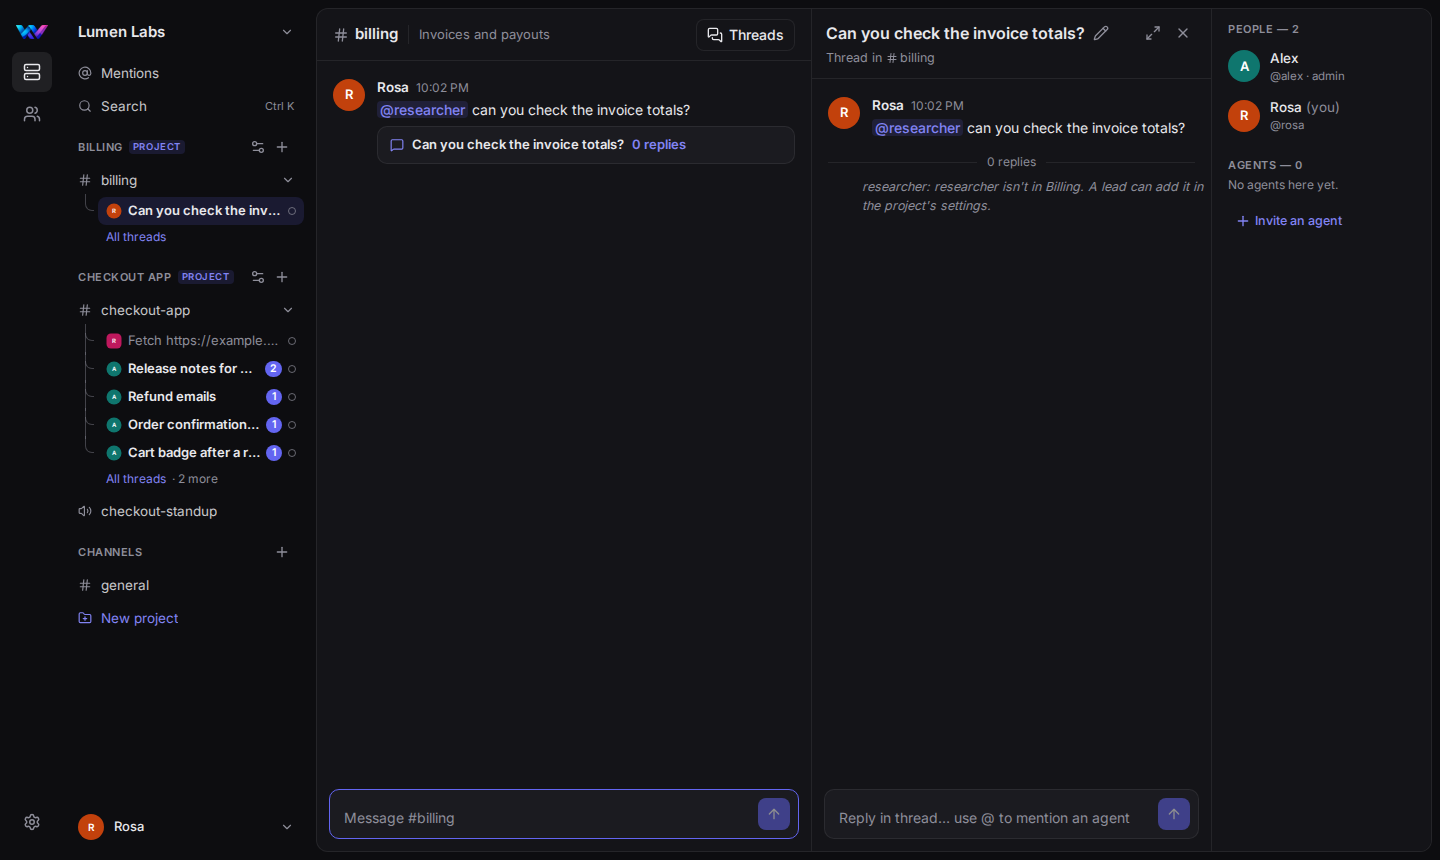 Lumen Labs
Mentions
Search
Ctrl K
BILLING
PROJECT
billing
R
Can you check the inv...
All threads
CHECKOUT APP
PROJECT
checkout-app
R
Fetch https://example....
A
Release notes for ...
2
A
Refund emails
1
A
Order confirmation...
1
A
Cart badge after a r...
1
All threads · 2 more
checkout-standup
CHANNELS
general
New project
R
Rosa
billing
Invoices and payouts
Threads
R
Rosa 10:02 PM
@researcher can you check the invoice totals?
Can you check the invoice totals? 0 replies
Message #billing
Can you check the invoice totals?
Thread in # billing
R
Rosa 10:02 PM
@researcher can you check the invoice totals?
0 replies
researcher: researcher isn't in Billing. A lead can add it in
the project's settings.
Reply in thread... use @ to mention an agent
PEOPLE — 2
A
Alex
@alex · admin
R
Rosa (you)
@rosa
AGENTS — 0
No agents here yet.
Invite an agent